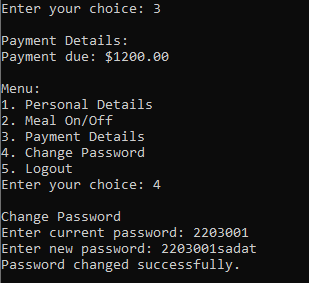 Enter your choice: 3

Payment Details:
Payment due: $1200.00

Menu:
1. Personal Details
2. Meal On/Off
3. Payment Details
4. Change Password
5. Logout
Enter your choice: 4

Change Password
Enter current password: 2203001
Enter new password: 2203001sadat
Password changed successfully.